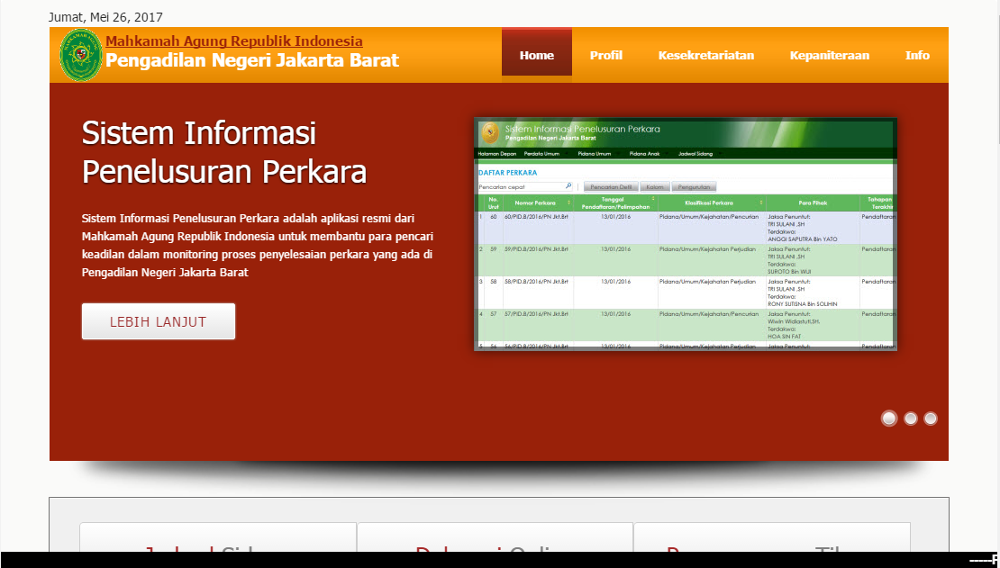 Jumat, Mei 26, 2017
Mahkamah Agung Republik Indonesia
Pengadilan Negeri Jakarta Barat
Home Profil Kesekretariatan Kepaniteraan Info
Sistem Informasi
Penelusuran Perkara
Sistem Informasi Penelusuran Perkara adalah aplikasi resmi dari
Mahkamah Agung Republik Indonesia untuk membantu para pencari
keadilan dalam monitoring proses penyelesaian perkara yang ada di
Pengadilan Negeri Jakarta Barat
LEBIH LANJUT
Sistem Informasi Penelusuran Perkara
Pengadilan Negeri Jakarta Barat
Halaman Depan Perdata Umum Pidana Umum Pidana Anak Jadwal Sidang
DAFTAR PERKARA
Pencarian cepat Pencarian Detil Kolom Pengurutan
No. Urut Nomor Perkara Tanggal Pendaftaran/Pelimpahan Klasifikasi Perkara Para Pihak Tahapan
1 60 60/PID.B/2016/PN Jkt.Brt 13/01/2016 Pidana/Umum/Kejahatan/Pencurian Jaksa Penuntut:
TRI SULANI ,SH
Terdakwa:
ANGGI SAPUTRA Bin YATO
2 59 59/PID.B/2016/PN Jkt.Brt 13/01/2016 Pidana/Umum/Kejahatan Perjudian Jaksa Penuntut:
TRI SULANI ,SH
Terdakwa:
SUROTO Bin WIJI
3 58 58/PID.B/2016/PN Jkt.Brt 13/01/2016 Pidana/Umum/Kejahatan Perjudian Jaksa Penuntut:
TRI SULANI ,SH
Terdakwa:
RONY SUTISNA Bin SOLIHIN
4 57 57/PID.B/2016/PN Jkt.Brt 13/01/2016 Pidana/Umum/Kejahatan/Pencurian Jaksa Penuntut:
Wiwin Widiastuti,SH.
Terdakwa:
HOA SIN FAT
5 56 56/PID.B/2016/PN Jkt.Brt 13/01/2016 Pidana/Umum/Kejahatan Perjudian Jaksa Penuntut: